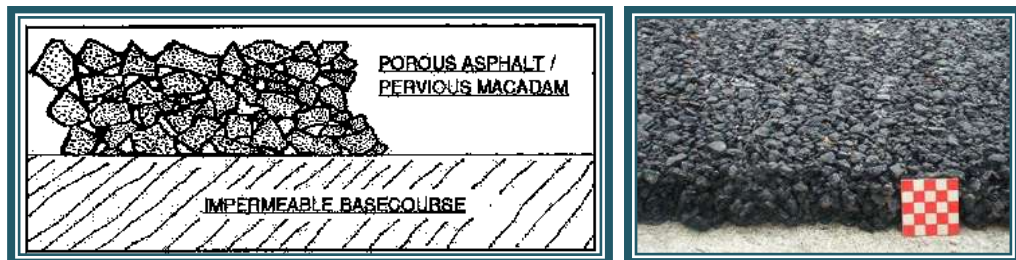 POROUS ASPHALT /
PERVIOUS MACADAM
IMPERMEABLE BASECOURSE